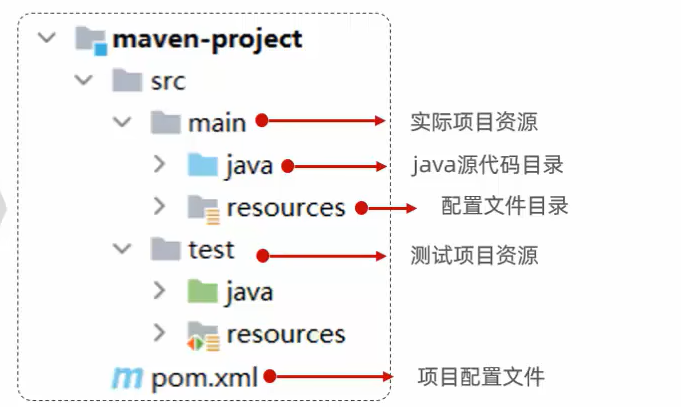 maven-project
src
main 实际项目资源
java java源代码目录
resources 配置文件目录
test 测试项目资源
java
resources
m pom.xml 项目配置文件